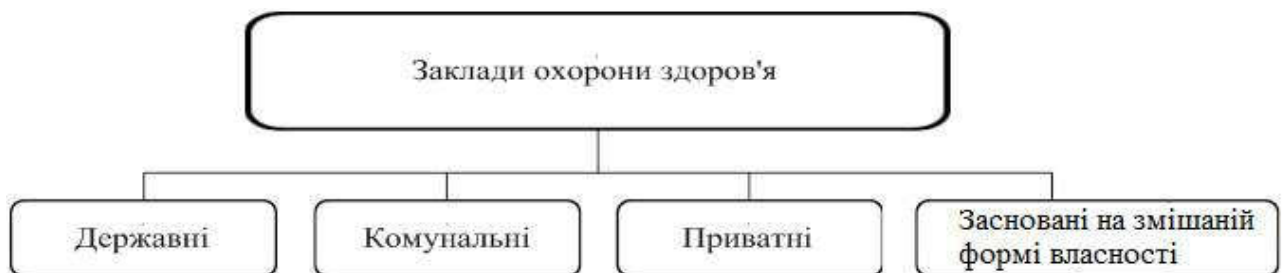 Заклади охорони здоров'я
Державні
Комунальні
Приватні
Засновані на змішаній
формі власності